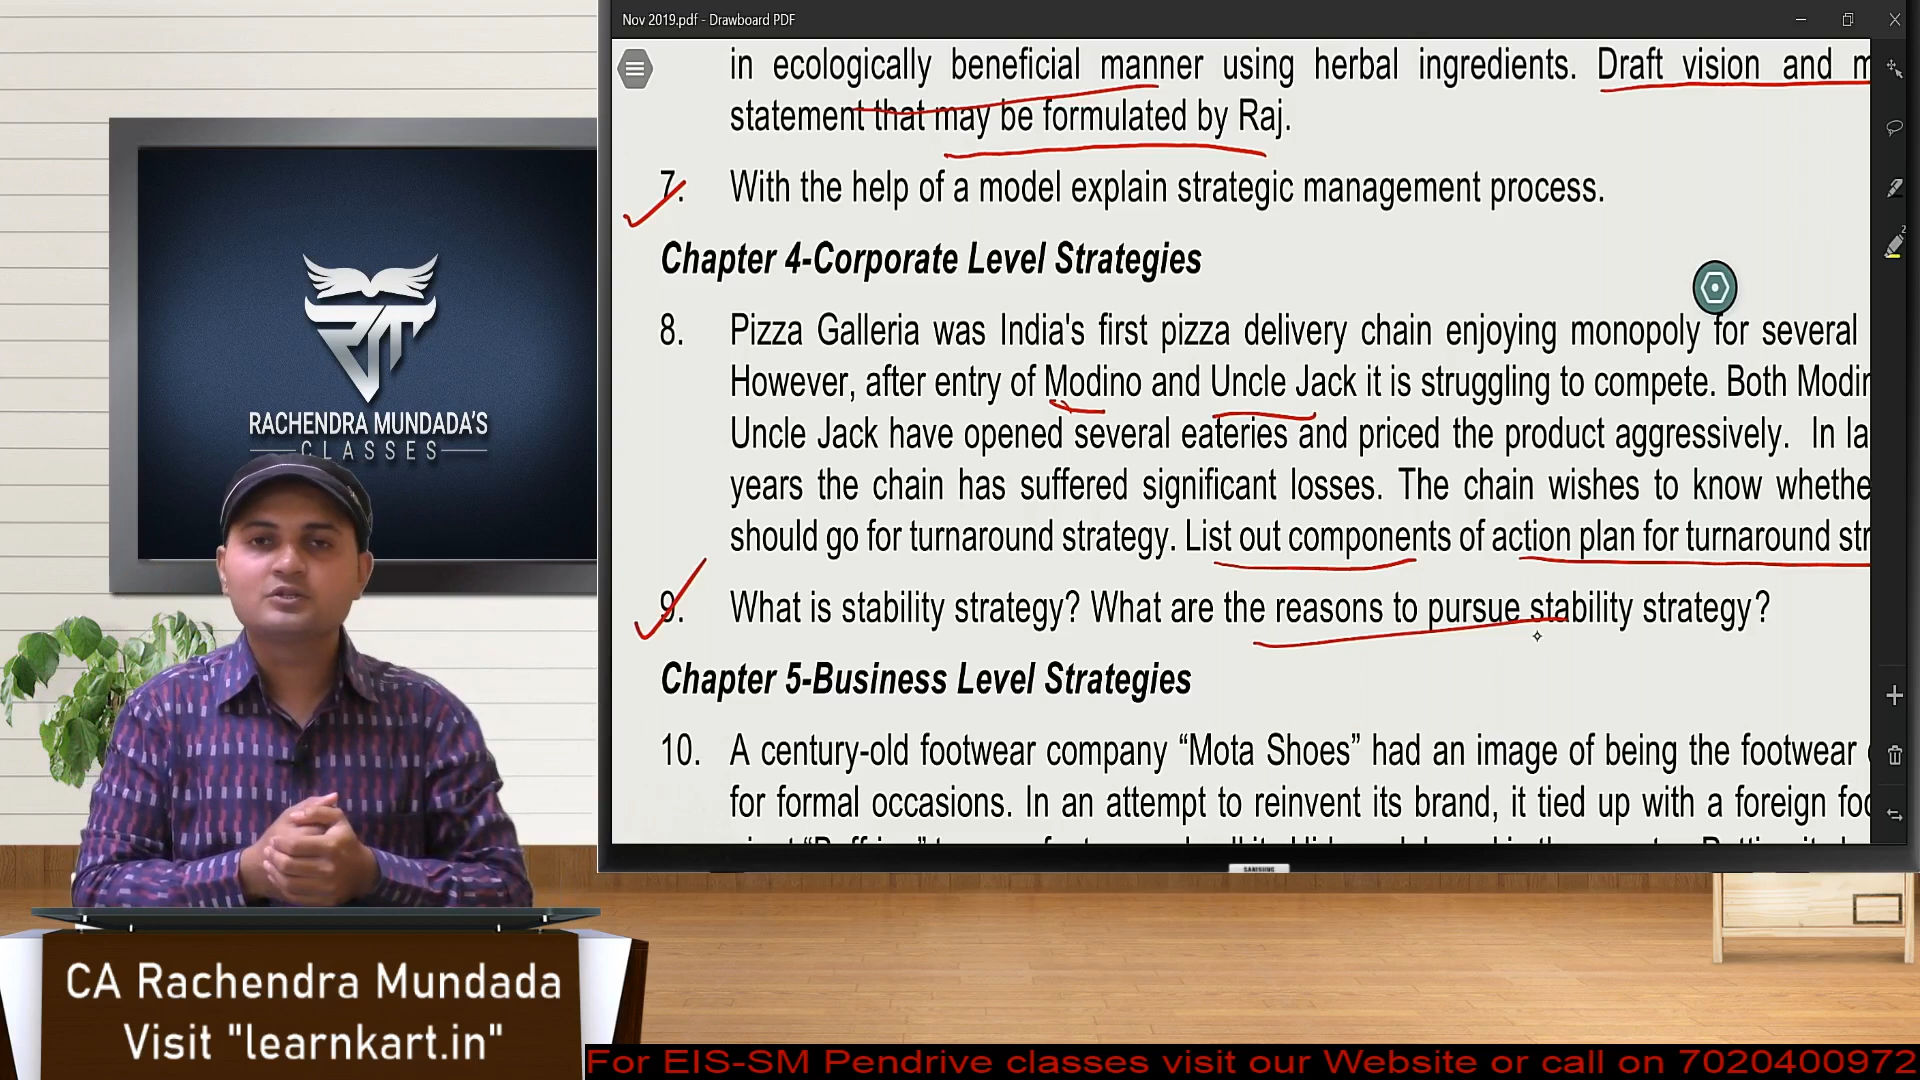 Nov 2019.pdf - Drawboard PDF
in ecologically beneficial manner using herbal ingredients. Draft vision and m
statement that may be formulated by Raj.
7. With the help of a model explain strategic management process.
Chapter 4-Corporate Level Strategies
8. Pizza Galleria was India's first pizza delivery chain enjoying monopoly for several
However, after entry of Modino and Uncle Jack it is struggling to compete. Both Modin
Uncle Jack have opened several eateries and priced the product aggressively. In la
years the chain has suffered significant losses. The chain wishes to know whethe
should go for turnaround strategy. List out components of action plan for turnaround str
9. What is stability strategy? What are the reasons to pursue stability strategy?
Chapter 5-Business Level Strategies
10. A century-old footwear company “Mota Shoes” had an image of being the footwear
for formal occasions. In an attempt to reinvent its brand, it tied up with a foreign foo
RACHENDRA MUNDADA'S
CLASSES
SAMSUNG
CA Rachendra Mundada
Visit "learnkart.in"
For EIS-SM Pendrive classes visit our Website or call on 7020400972